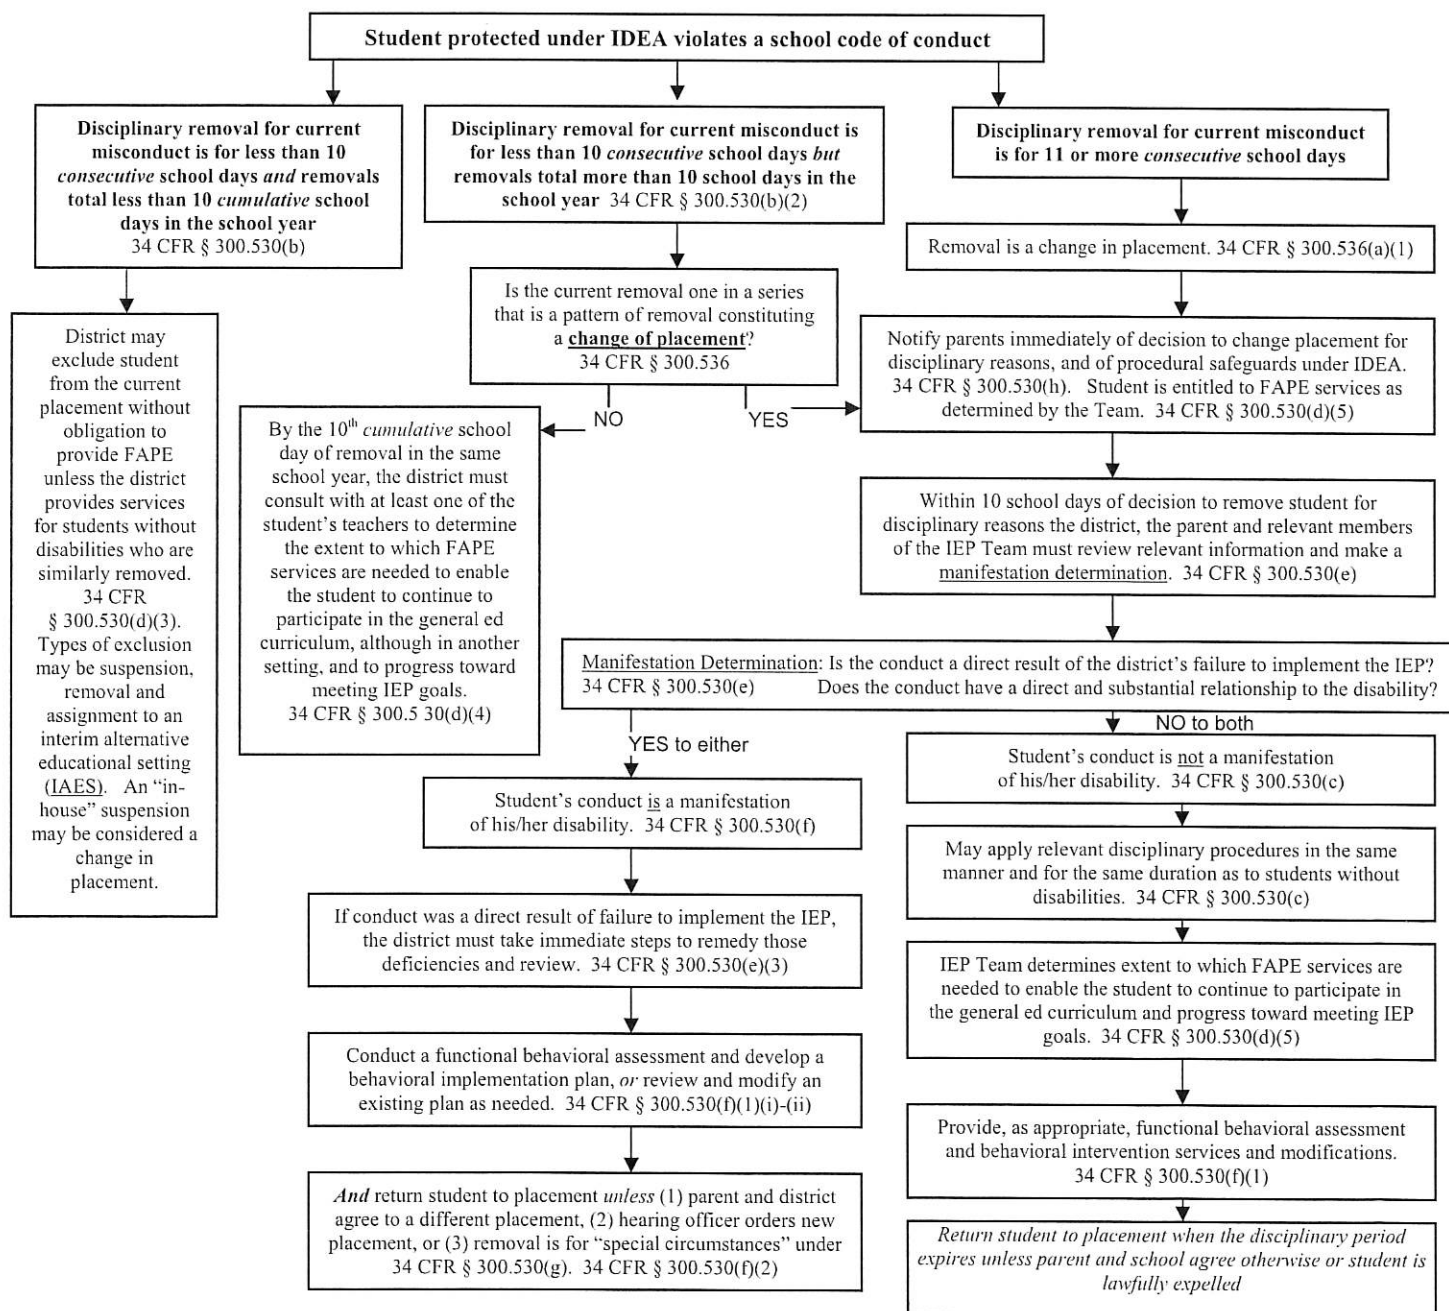 Student protected under IDEA violates a school code of conduct
Disciplinary removal for current
misconduct is for less than 10
consecutive school days and removals
total less than 10 cumulative school
days in the school year
34 CFR § 300.530(b)
Disciplinary removal for current misconduct is
for less than 10 consecutive school days but
removals total more than 10 school days in the
school year 34 CFR § 300.530(b)(2)
Disciplinary removal for current misconduct
is for 11 or more consecutive school days
Removal is a change in placement. 34 CFR § 300.536(a)(1)
District may
exclude student
from the current
placement without
obligation to
provide FAPE
unless the district
provides services
for students without
disabilities who are
similarly removed.
34 CFR
§ 300.530(d)(3).
Types of exclusion
may be suspension,
removal and
assignment to an
interim alternative
educational setting
(IAES). An “in-
house” suspension
may be considered a
change in
placement.
Is the current removal one in a series
that is a pattern of removal constituting
a change of placement?
34 CFR § 300.536
NO
YES
By the 10th cumulative school
day of removal in the same
school year, the district must
consult with at least one of the
student’s teachers to determine
the extent to which FAPE
services are needed to enable
the student to continue to
participate in the general ed
curriculum, although in another
setting, and to progress toward
meeting IEP goals.
34 CFR § 300.5 30(d)(4)
Notify parents immediately of decision to change placement for
disciplinary reasons, and of procedural safeguards under IDEA.
34 CFR § 300.530(h). Student is entitled to FAPE services as
determined by the Team. 34 CFR § 300.530(d)(5)
Within 10 school days of decision to remove student for
disciplinary reasons the district, the parent and relevant members
of the IEP Team must review relevant information and make a
manifestation determination. 34 CFR § 300.530(e)
Manifestation Determination: Is the conduct a direct result of the district’s failure to implement the IEP?
34 CFR § 300.530(e) Does the conduct have a direct and substantial relationship to the disability?
YES to either
NO to both
Student’s conduct is a manifestation
of his/her disability. 34 CFR § 300.530(f)
If conduct was a direct result of failure to implement the IEP,
the district must take immediate steps to remedy those
deficiencies and review. 34 CFR § 300.530(e)(3)
Conduct a functional behavioral assessment and develop a
behavioral implementation plan, or review and modify an
existing plan as needed. 34 CFR § 300.530(f)(1)(i)-(ii)
And return student to placement unless (1) parent and district
agree to a different placement, (2) hearing officer orders new
placement, or (3) removal is for “special circumstances” under
34 CFR § 300.530(g). 34 CFR § 300.530(f)(2)
Student’s conduct is not a manifestation
of his/her disability. 34 CFR § 300.530(c)
May apply relevant disciplinary procedures in the same
manner and for the same duration as to students without
disabilities. 34 CFR § 300.530(c)
IEP Team determines extent to which FAPE services are
needed to enable the student to continue to participate in
the general ed curriculum and progress toward meeting IEP
goals. 34 CFR § 300.530(d)(5)
Provide, as appropriate, functional behavioral assessment
and behavioral intervention services and modifications.
34 CFR § 300.530(f)(1)
Return student to placement when the disciplinary period
expires unless parent and school agree otherwise or student is
lawfully expelled